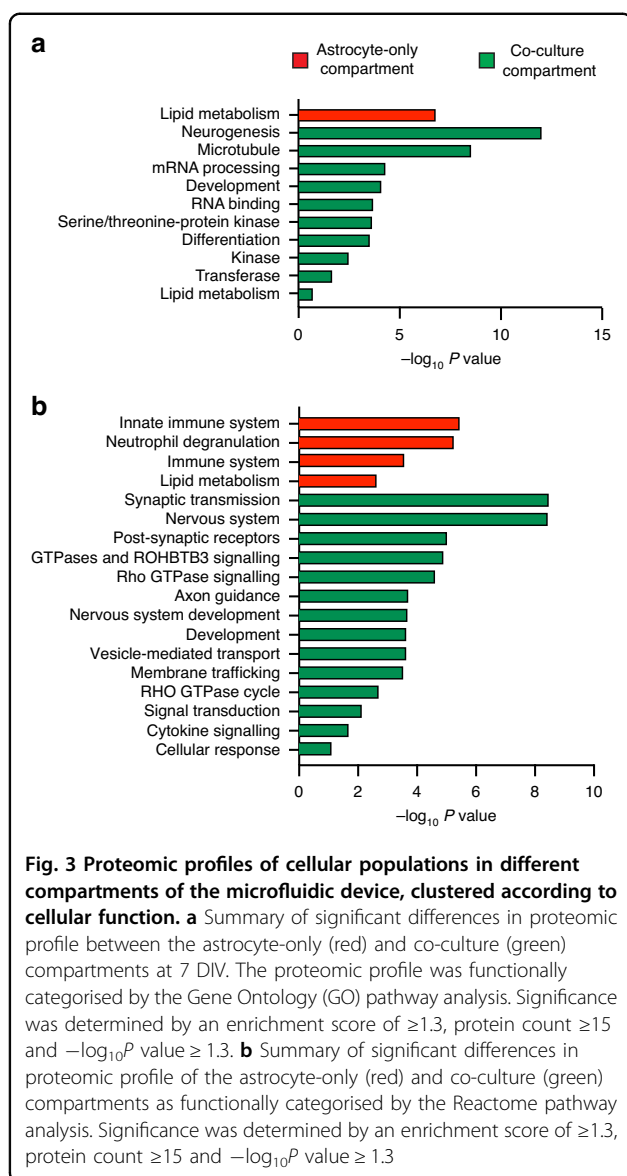 a
Astrocyte-only
compartment
Co-culture
compartment
Lipid metabolism
Neurogenesis
Microtubule
mRNA processing
Development
RNA binding
Serine/threonine-protein kinase
Differentiation
Kinase
Transferase
Lipid metabolism
0 5 10 15
−log10 P value
b
Innate immune system
Neutrophil degranulation
Immune system
Lipid metabolism
Synaptic transmission
Nervous system
Post-synaptic receptors
GTPases and ROHBTB3 signalling
Rho GTPase signalling
Axon guidance
Nervous system development
Development
Vesicle-mediated transport
Membrane trafficking
RHO GTPase cycle
Signal transduction
Cytokine signalling
Cellular response
0 2 4 6 8 10
−log10 P value
Fig. 3 Proteomic profiles of cellular populations in different
compartments of the microfluidic device, clustered according to
cellular function. a Summary of significant differences in proteomic
profile between the astrocyte-only (red) and co-culture (green)
compartments at 7 DIV. The proteomic profile was functionally
categorised by the Gene Ontology (GO) pathway analysis. Significance
was determined by an enrichment score of ≥1.3, protein count ≥15
and −log10P value ≥ 1.3. b Summary of significant differences in
proteomic profile of the astrocyte-only (red) and co-culture (green)
compartments as functionally categorised by the Reactome pathway
analysis. Significance was determined by an enrichment score of ≥1.3,
protein count ≥15 and −log10P value ≥ 1.3